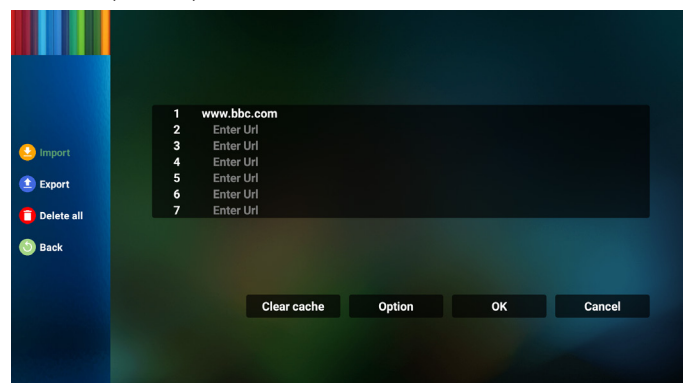 Import
Export
Delete all
Back
1 www.bbc.com
2 Enter Url
3 Enter Url
4 Enter Url
5 Enter Url
6 Enter Url
7 Enter Url
Clear cache Option OK Cancel